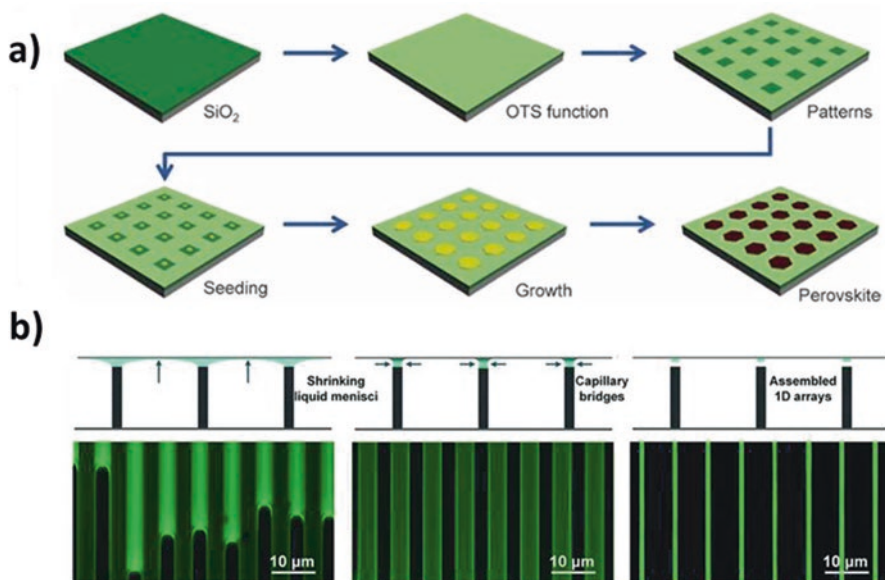 a)
SiO₂
OTS function
Patterns
Seeding
Growth
Perovskite
b)
Shrinking
liquid menisci
Capillary
bridges
Assembled
1D arrays
10 μm
10 μm
10 μm